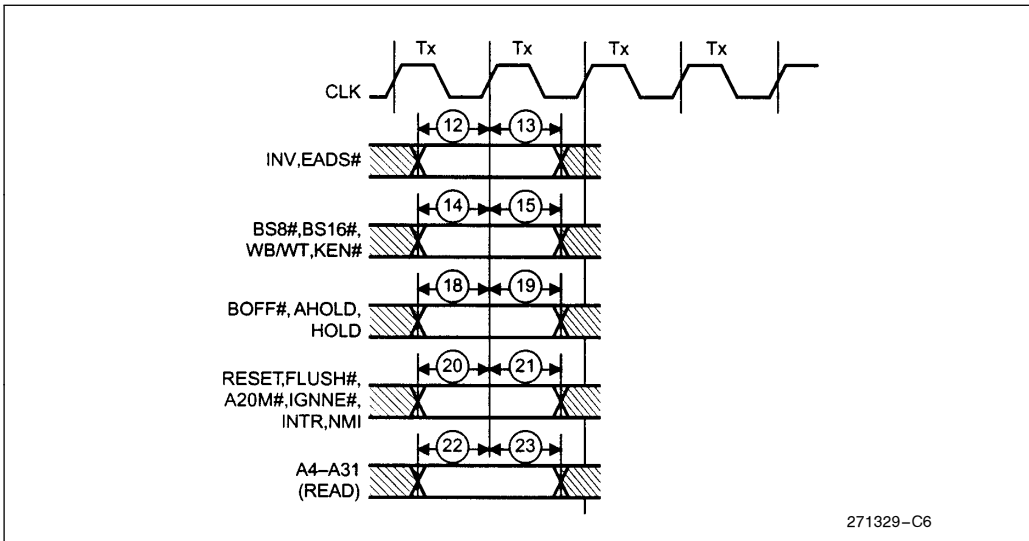 Tx Tx Tx Tx
CLK
12 13
INV,EADS#
14 15
BS8#,BS16#,
WB/WT,KEN#
18 19
BOFF#, AHOLD,
HOLD
20 21
RESET,FLUSH#,
A20M#,IGNNE#,
INTR,NMI
22 23
A4–A31
(READ)
271329–C6